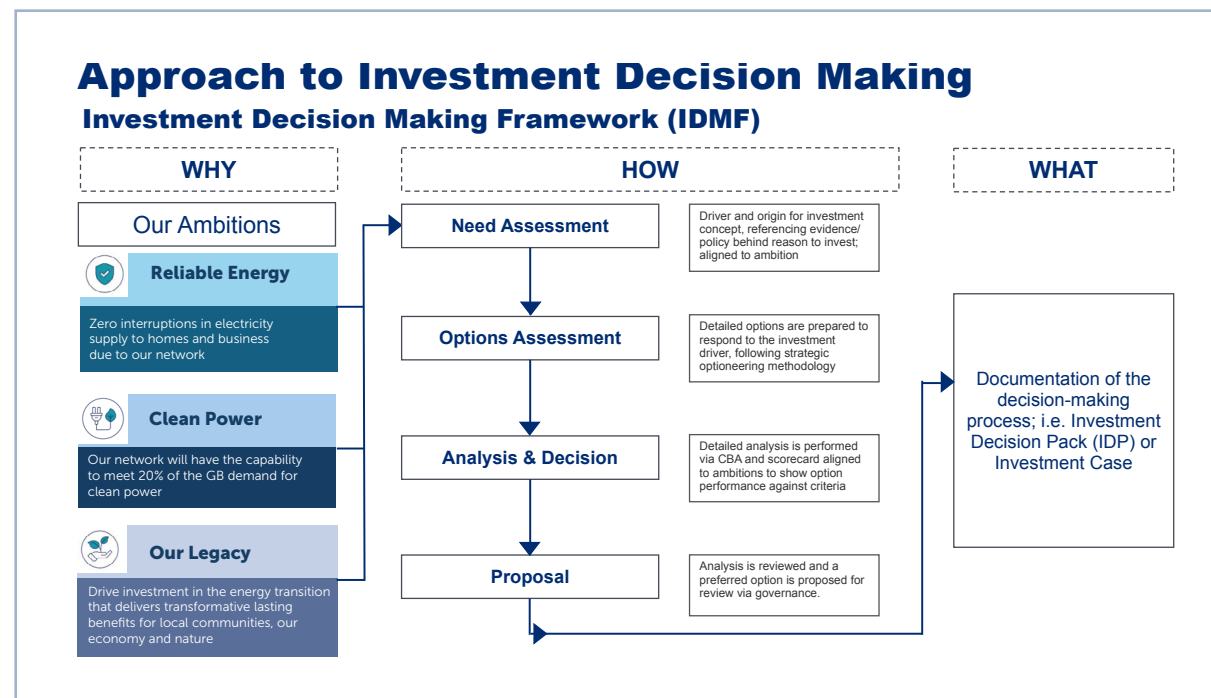 Approach to Investment Decision Making
Investment Decision Making Framework (IDMF)
WHY
HOW
WHAT
Our Ambitions
Reliable Energy
Zero interruptions in electricity
supply to homes and business
due to our network
Clean Power
Our network will have the capability
to meet 20% of the GB demand for
clean power
Our Legacy
Drive investment in the energy transition
that delivers transformative lasting
benefits for local communities, our
economy and nature
Need Assessment
Driver and origin for investment
concept, referencing evidence/
policy behind reason to invest;
aligned to ambition
Options Assessment
Detailed options are prepared to
respond to the investment
driver, following strategic
optioneering methodology
Analysis & Decision
Detailed analysis is performed
via CBA and scorecard aligned
to ambitions to show option
performance against criteria
Proposal
Analysis is reviewed and a
preferred option is proposed for
review via governance.
Documentation of the
decision-making
process; i.e. Investment
Decision Pack (IDP) or
Investment Case